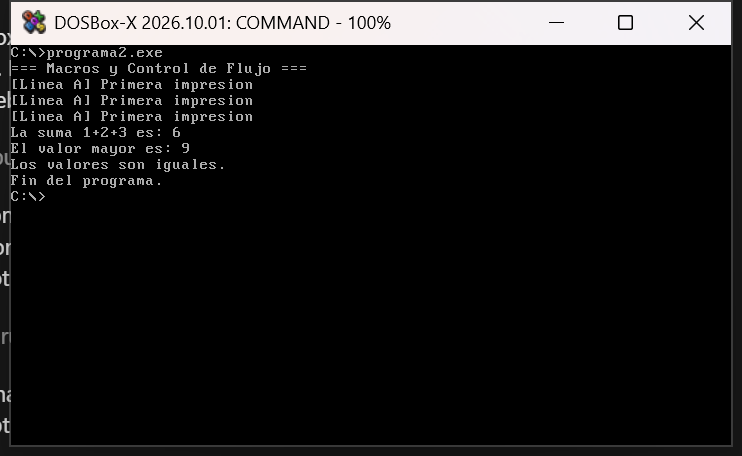 DOSBox-X 2026.10.01: COMMAND - 100%
C:\>programa2.exe
=== Macros y Control de Flujo ===
[Linea A] Primera impresion
[Linea A] Primera impresion
[Linea A] Primera impresion
La suma 1+2+3 es: 6
El valor mayor es: 9
Los valores son iguales.
Fin del programa.
C:\>